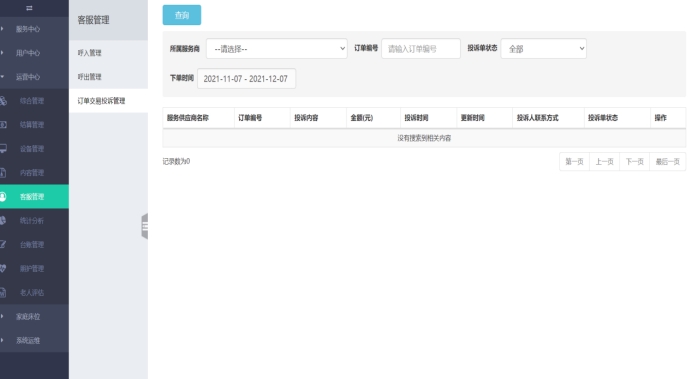 服务中心
用户中心
运营中心
综合管理
结算管理
设备管理
内容管理
客服管理
统计分析
台账管理
照护管理
老人评估
家庭床位
系统运维
客服管理
呼入管理
呼出管理
订单交易投诉管理
查询
所属服务商 --请选择-- 订单编号 请输入订单编号 投诉单状态 全部
下单时间 2021-11-07 - 2021-12-07
服务供应商名称 订单编号 投诉内容 金额(元) 投诉时间 更新时间 投诉人联系方式 投诉单状态 操作
没有搜索到相关内容
记录数为0 第一页 上一页 下一页 最后一页